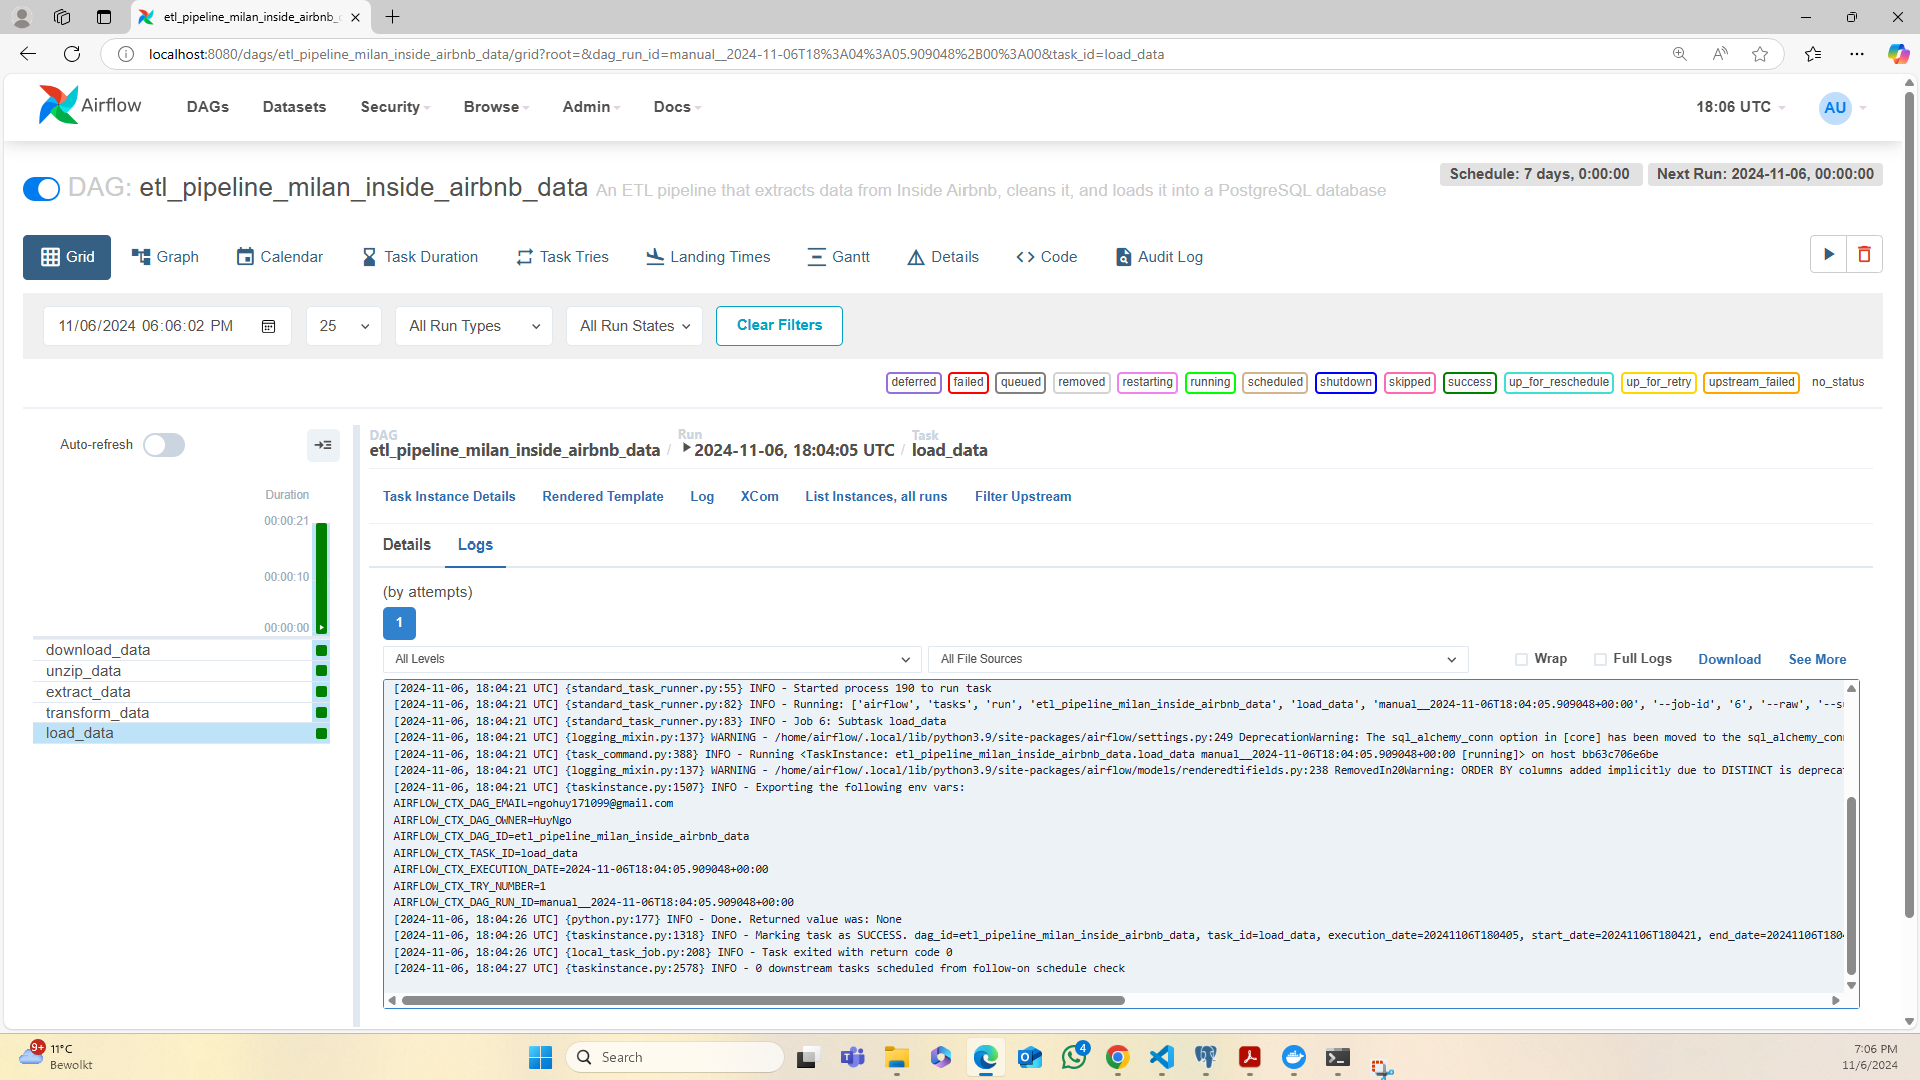 etl_pipeline_milan_inside_airbnb_
localhost:8080/dags/etl_pipeline_milan_inside_airbnb_data/grid?root=&dag_run_id=manual__2024-11-06T18%3A04%3A05.909048%2B00%3A00&task_id=load_data
Airflow DAGs Datasets Security Browse Admin Docs 18:06 UTC AU
DAG: etl_pipeline_milan_inside_airbnb_data An ETL pipeline that extracts data from Inside Airbnb, cleans it, and loads it into a PostgreSQL database
Schedule: 7 days, 0:00:00 Next Run: 2024-11-06, 00:00:00
Grid Graph Calendar Task Duration Task Tries Landing Times Gantt Details Code Audit Log
11/06/2024 06:06:02 PM 25 All Run Types All Run States Clear Filters
deferred failed queued removed restarting running scheduled shutdown skipped success up_for_reschedule up_for_retry upstream_failed no_status
Auto-refresh
Duration
00:00:21
00:00:10
00:00:00
download_data
unzip_data
extract_data
transform_data
load_data
DAG Run Task
etl_pipeline_milan_inside_airbnb_data / 2024-11-06, 18:04:05 UTC / load_data
Task Instance Details Rendered Template Log XCom List Instances, all runs Filter Upstream
Details Logs
(by attempts)
1
All Levels All File Sources Wrap Full Logs Download See More
[2024-11-06, 18:04:21 UTC] {standard_task_runner.py:55} INFO - Started process 190 to run task
[2024-11-06, 18:04:21 UTC] {standard_task_runner.py:82} INFO - Running: ['airflow', 'tasks', 'run', 'etl_pipeline_milan_inside_airbnb_data', 'load_data', 'manual__2024-11-06T18:04:05.909048+00:00', '--job-id', '6', '--raw', '--su
[2024-11-06, 18:04:21 UTC] {standard_task_runner.py:83} INFO - Job 6: Subtask load_data
[2024-11-06, 18:04:21 UTC] {logging_mixin.py:137} WARNING - /home/airflow/.local/lib/python3.9/site-packages/airflow/settings.py:249 DeprecationWarning: The sql_alchemy_conn option in [core] has been moved to the sql_alchemy_conn
[2024-11-06, 18:04:21 UTC] {task_command.py:388} INFO - Running <TaskInstance: etl_pipeline_milan_inside_airbnb_data.load_data manual__2024-11-06T18:04:05.909048+00:00 [running]> on host bb63c706e6be
[2024-11-06, 18:04:21 UTC] {logging_mixin.py:137} WARNING - /home/airflow/.local/lib/python3.9/site-packages/airflow/models/renderedtifields.py:238 RemovedIn20Warning: ORDER BY columns added implicitly due to DISTINCT is deprecat
[2024-11-06, 18:04:21 UTC] {taskinstance.py:1507} INFO - Exporting the following env vars:
AIRFLOW_CTX_DAG_EMAIL=ngohuy171099@gmail.com
AIRFLOW_CTX_DAG_OWNER=HuyNgo
AIRFLOW_CTX_DAG_ID=etl_pipeline_milan_inside_airbnb_data
AIRFLOW_CTX_TASK_ID=load_data
AIRFLOW_CTX_EXECUTION_DATE=2024-11-06T18:04:05.909048+00:00
AIRFLOW_CTX_TRY_NUMBER=1
AIRFLOW_CTX_DAG_RUN_ID=manual__2024-11-06T18:04:05.909048+00:00
[2024-11-06, 18:04:26 UTC] {python.py:177} INFO - Done. Returned value was: None
[2024-11-06, 18:04:26 UTC] {taskinstance.py:1318} INFO - Marking task as SUCCESS. dag_id=etl_pipeline_milan_inside_airbnb_data, task_id=load_data, execution_date=20241106T180405, start_date=20241106T180421, end_date=20241106T1804
[2024-11-06, 18:04:26 UTC] {local_task_job.py:208} INFO - Task exited with return code 0
[2024-11-06, 18:04:27 UTC] {taskinstance.py:2578} INFO - 0 downstream tasks scheduled from follow-on schedule check
9+ 11°C
Bewolkt
Search
4
7:06 PM
11/6/2024